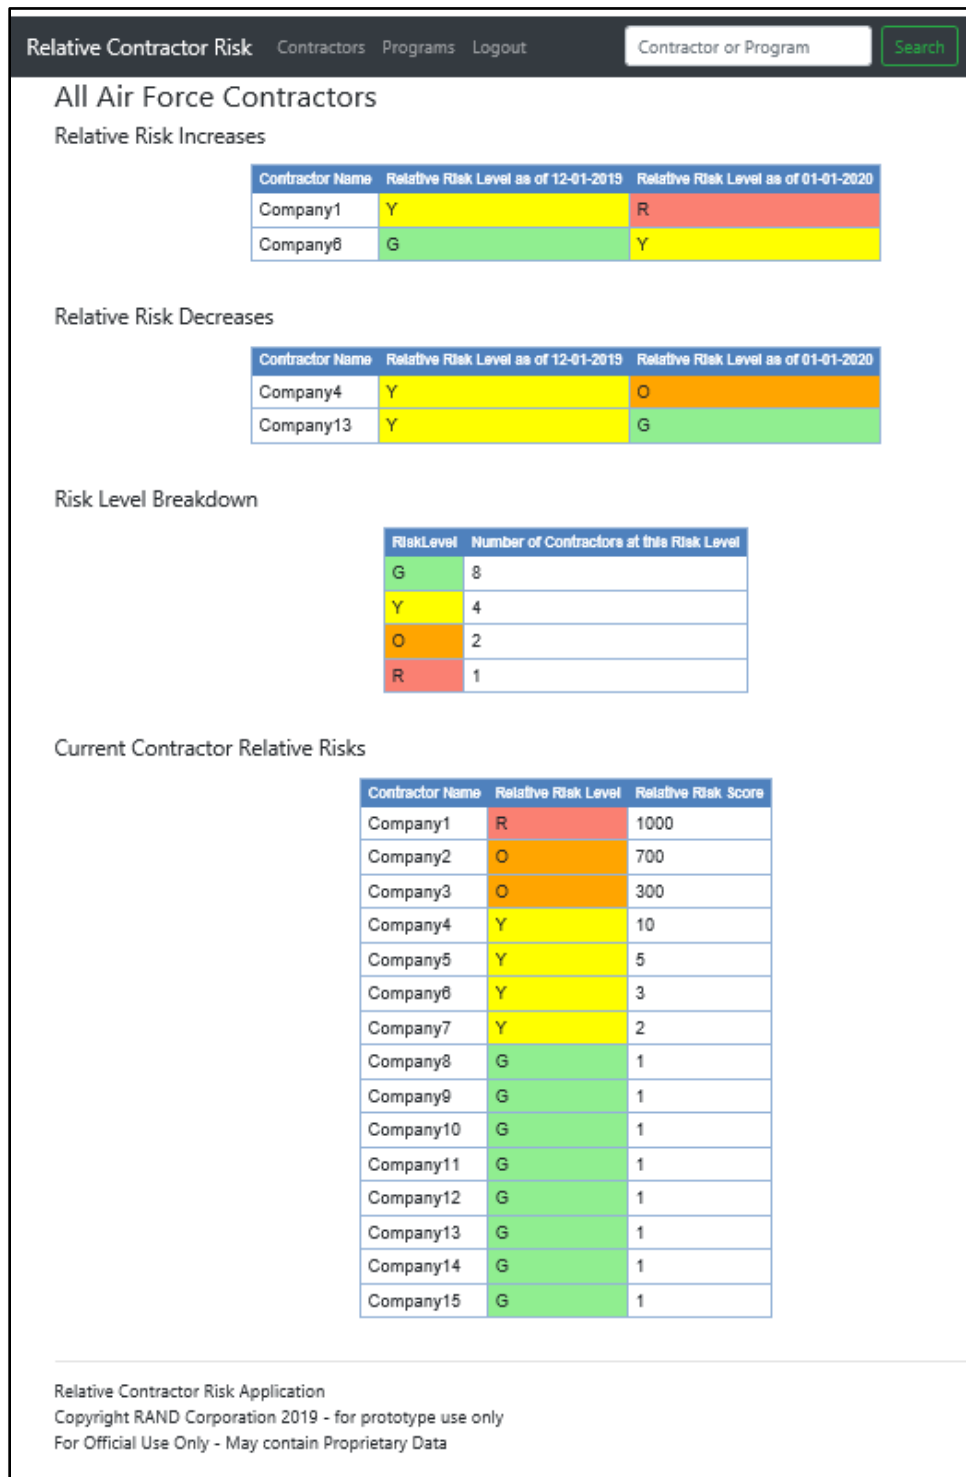 Relative Contractor Risk Contractors Programs Logout Contractor or Program Search
All Air Force Contractors
Relative Risk Increases
Contractor Name Relative Risk Level as of 12-01-2019 Relative Risk Level as of 01-01-2020
Company1 Y R
Company6 G Y
Relative Risk Decreases
Contractor Name Relative Risk Level as of 12-01-2019 Relative Risk Level as of 01-01-2020
Company4 Y O
Company13 Y G
Risk Level Breakdown
RiskLevel Number of Contractors at this Risk Level
G 8
Y 4
O 2
R 1
Current Contractor Relative Risks
Contractor Name Relative Risk Level Relative Risk Score
Company1 R 1000
Company2 O 700
Company3 O 300
Company4 Y 10
Company5 Y 5
Company6 Y 3
Company7 Y 2
Company8 G 1
Company9 G 1
Company10 G 1
Company11 G 1
Company12 G 1
Company13 G 1
Company14 G 1
Company15 G 1
Relative Contractor Risk Application
Copyright RAND Corporation 2019 - for prototype use only
For Official Use Only - May contain Proprietary Data